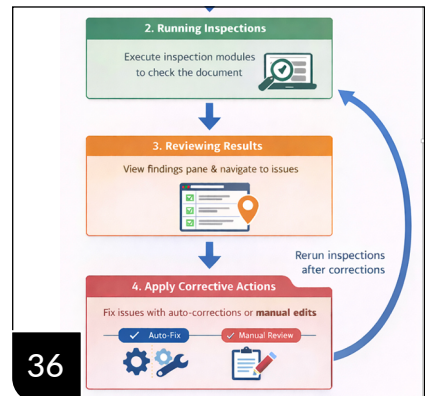 2. Running Inspections
Execute inspection modules
to check the document
3. Reviewing Results
View findings pane & navigate to issues
Rerun inspections
after corrections
4. Apply Corrective Actions
Fix issues with auto-corrections or manual edits
Auto-Fix
Manual Review
36